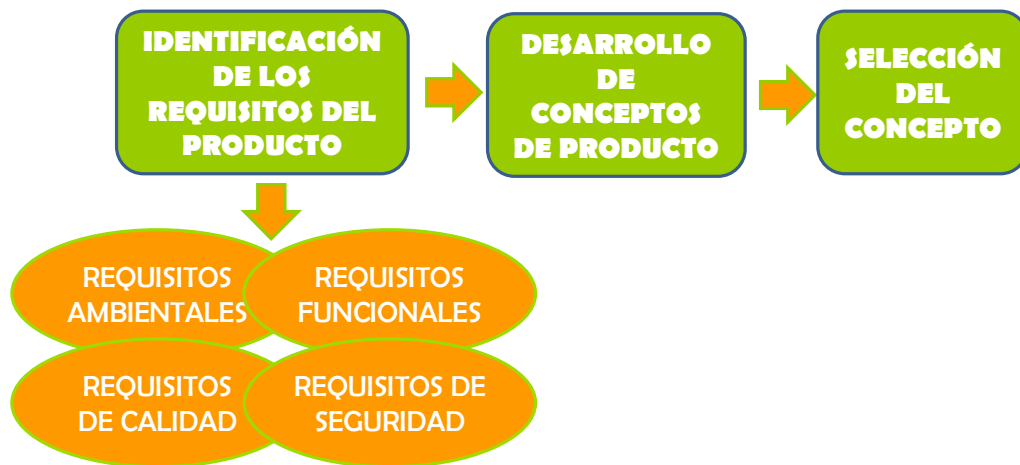 IDENTIFICACIÓN
DE LOS
REQUISITOS DEL
PRODUCTO
DESARROLLO
DE
CONCEPTOS
DE PRODUCTO
SELECCIÓN
DEL
CONCEPTO
REQUISITOS
AMBIENTALES
REQUISITOS
FUNCIONALES
REQUISITOS
DE CALIDAD
REQUISITOS DE
SEGURIDAD